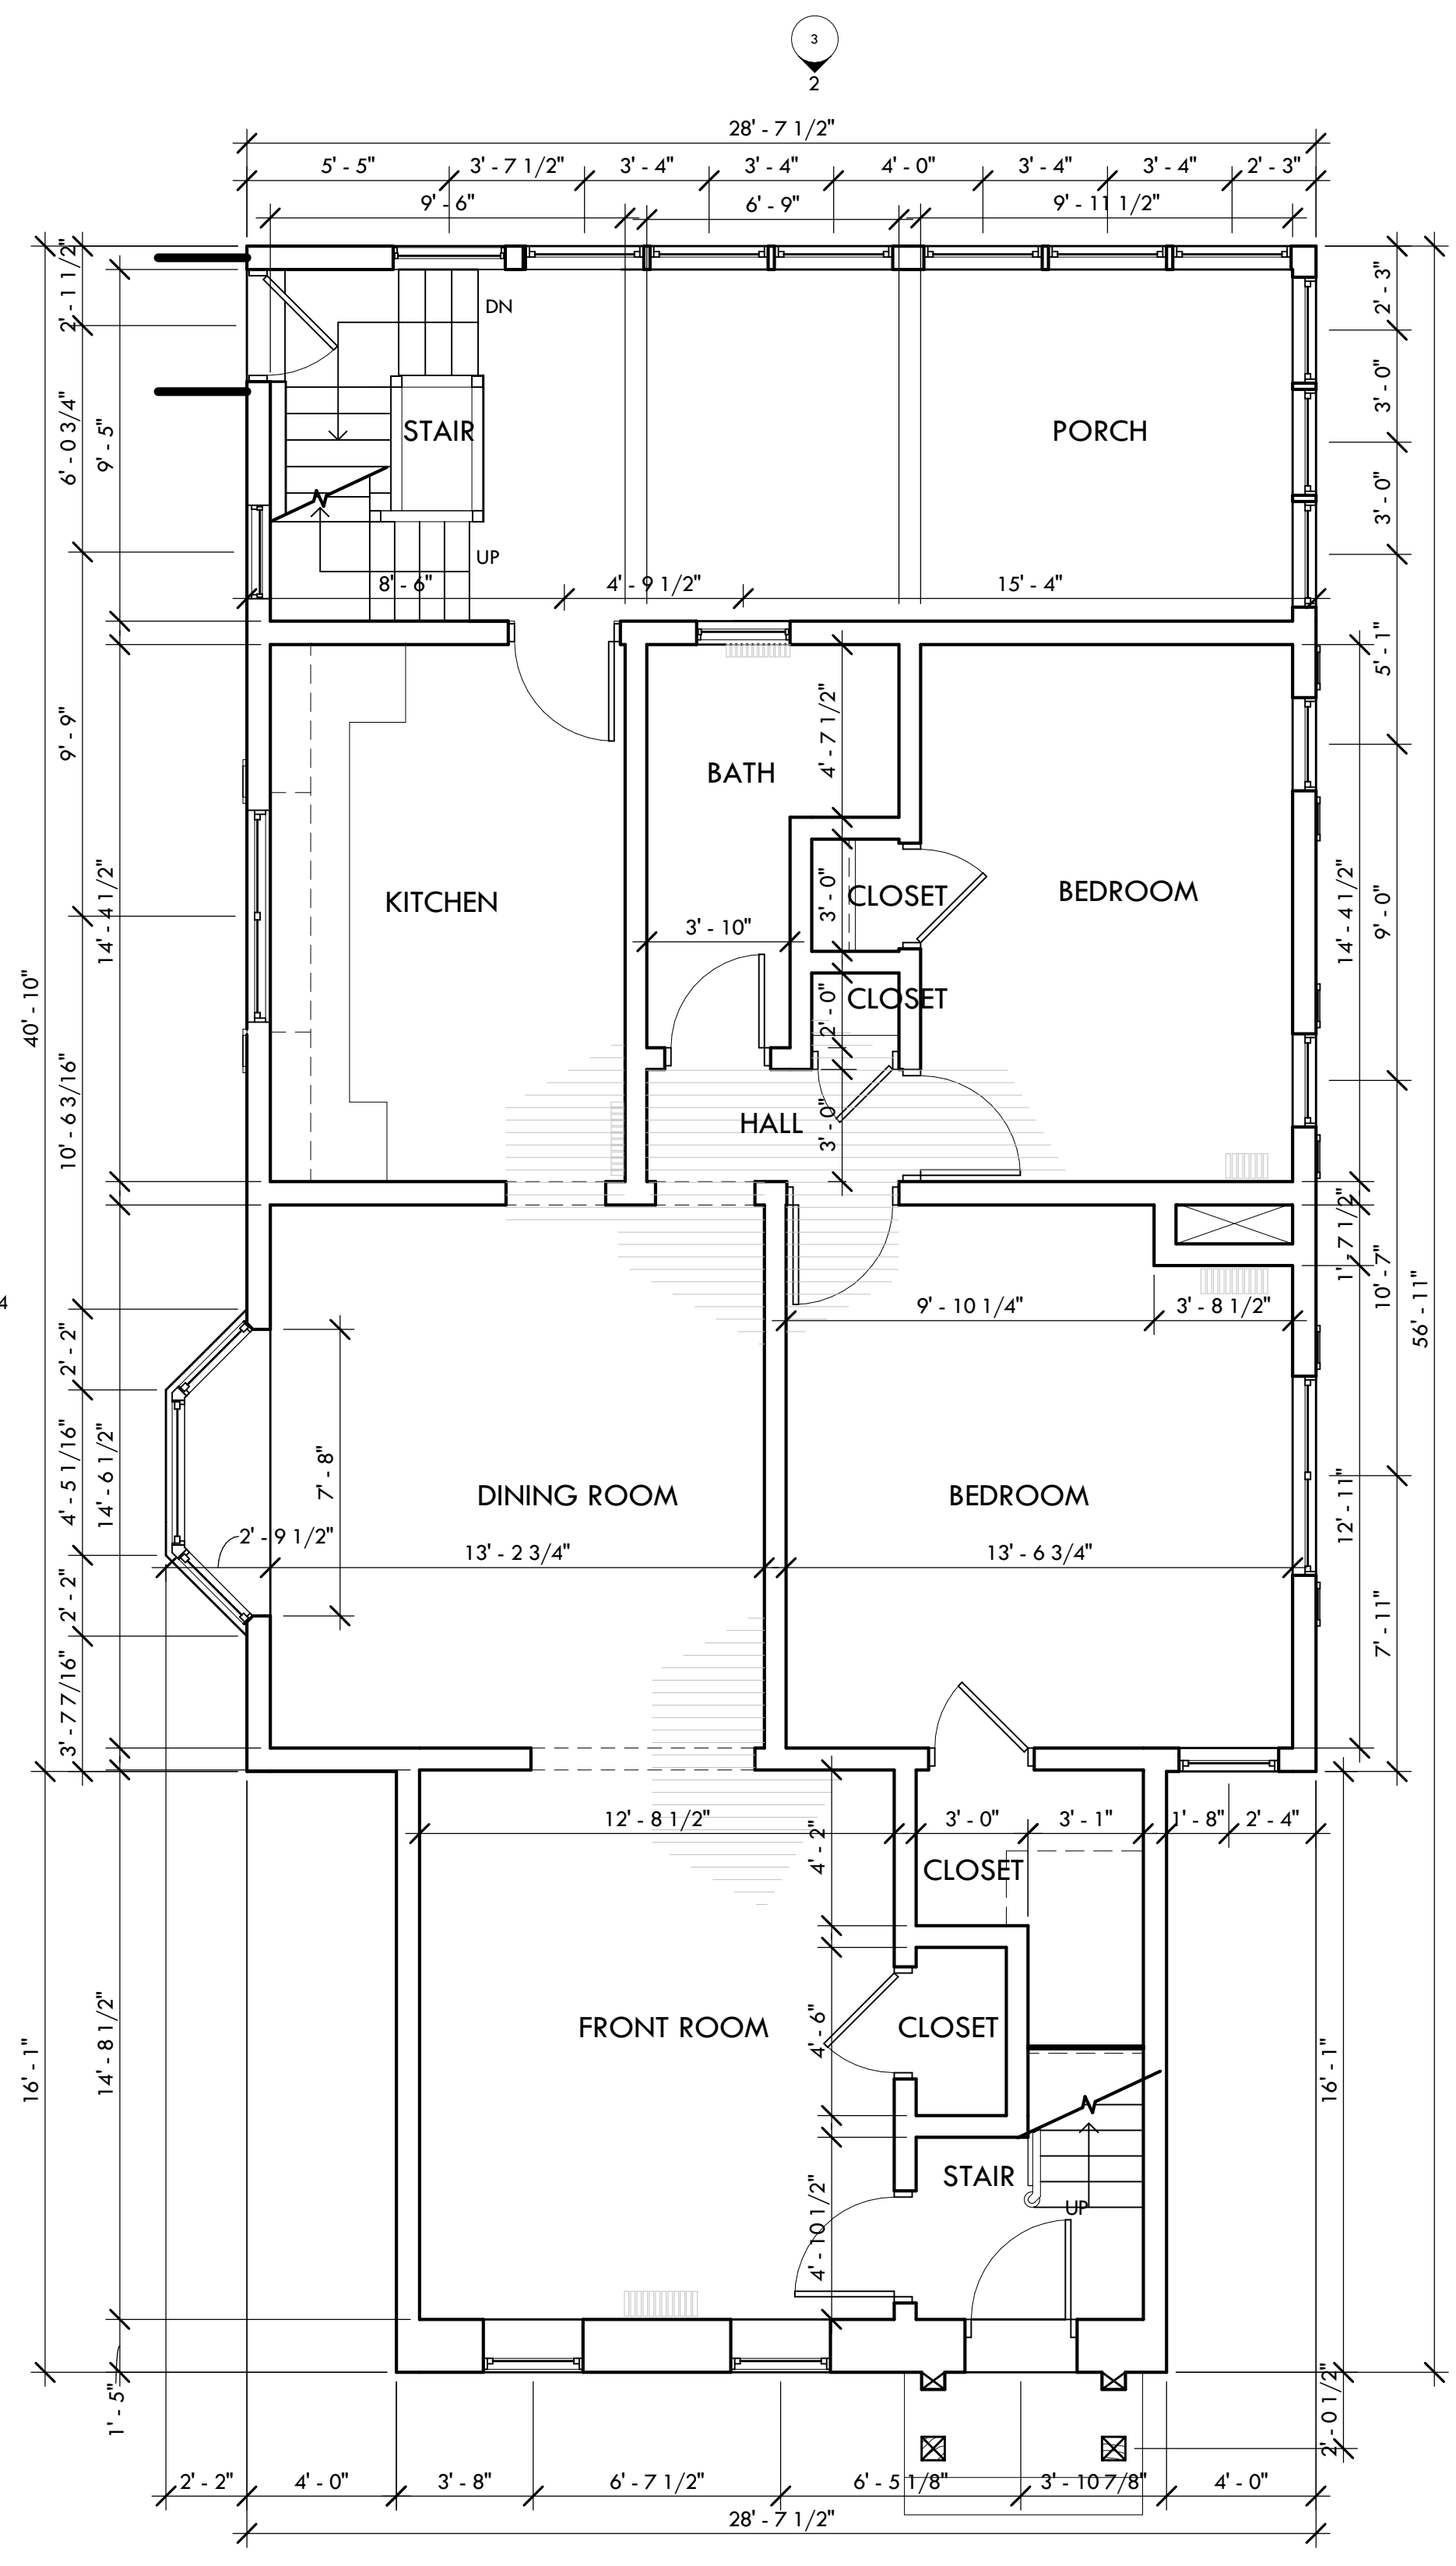 3
2
28' - 7 1/2"
5' - 5"
3' - 7 1/2"
3' - 4"
3' - 4"
4' - 0"
3' - 4"
3' - 4"
2' - 3"
9' - 6"
6' - 9"
9' - 11 1/2"
2' - 1 1/2"
6' - 0 3/4"
9' - 5"
DN
STAIR
PORCH
2' - 3"
3' - 0"
3' - 0"
UP
8' - 6"
4' - 9 1/2"
15' - 4"
5' - 1"
9' - 9"
14' - 4 1/2"
40' - 10"
10' - 6 3/16"
KITCHEN
BATH
4' - 7 1/2"
3' - 10"
3' - 0"
CLOSET
2' - 0"
CLOSET
BEDROOM
HALL
3' - 0"
14' - 4 1/2"
9' - 0"
1' - 7 1/2"
10' - 7"
56' - 11"
4
9' - 10 1/4"
3' - 8 1/2"
2' - 2"
4' - 5 1/16"
14' - 6 1/2"
7' - 8"
DINING ROOM
BEDROOM
2' - 9 1/2"
13' - 2 3/4"
13' - 6 3/4"
12' - 11"
2' - 2"
3' - 7 7/16"
7' - 11"
12' - 8 1/2"
4' - 2"
3' - 0"
3' - 1"
1' - 8"
2' - 4"
CLOSET
16' - 1"
14' - 8 1/2"
FRONT ROOM
4' - 6"
CLOSET
16' - 1"
STAIR
UP
4' - 10 1/2"
1' - 5"
2' - 0 1/2"
2' - 2"
4' - 0"
3' - 8"
6' - 7 1/2"
6' - 5 1/8"
3' - 10 7/8"
4' - 0"
28' - 7 1/2"